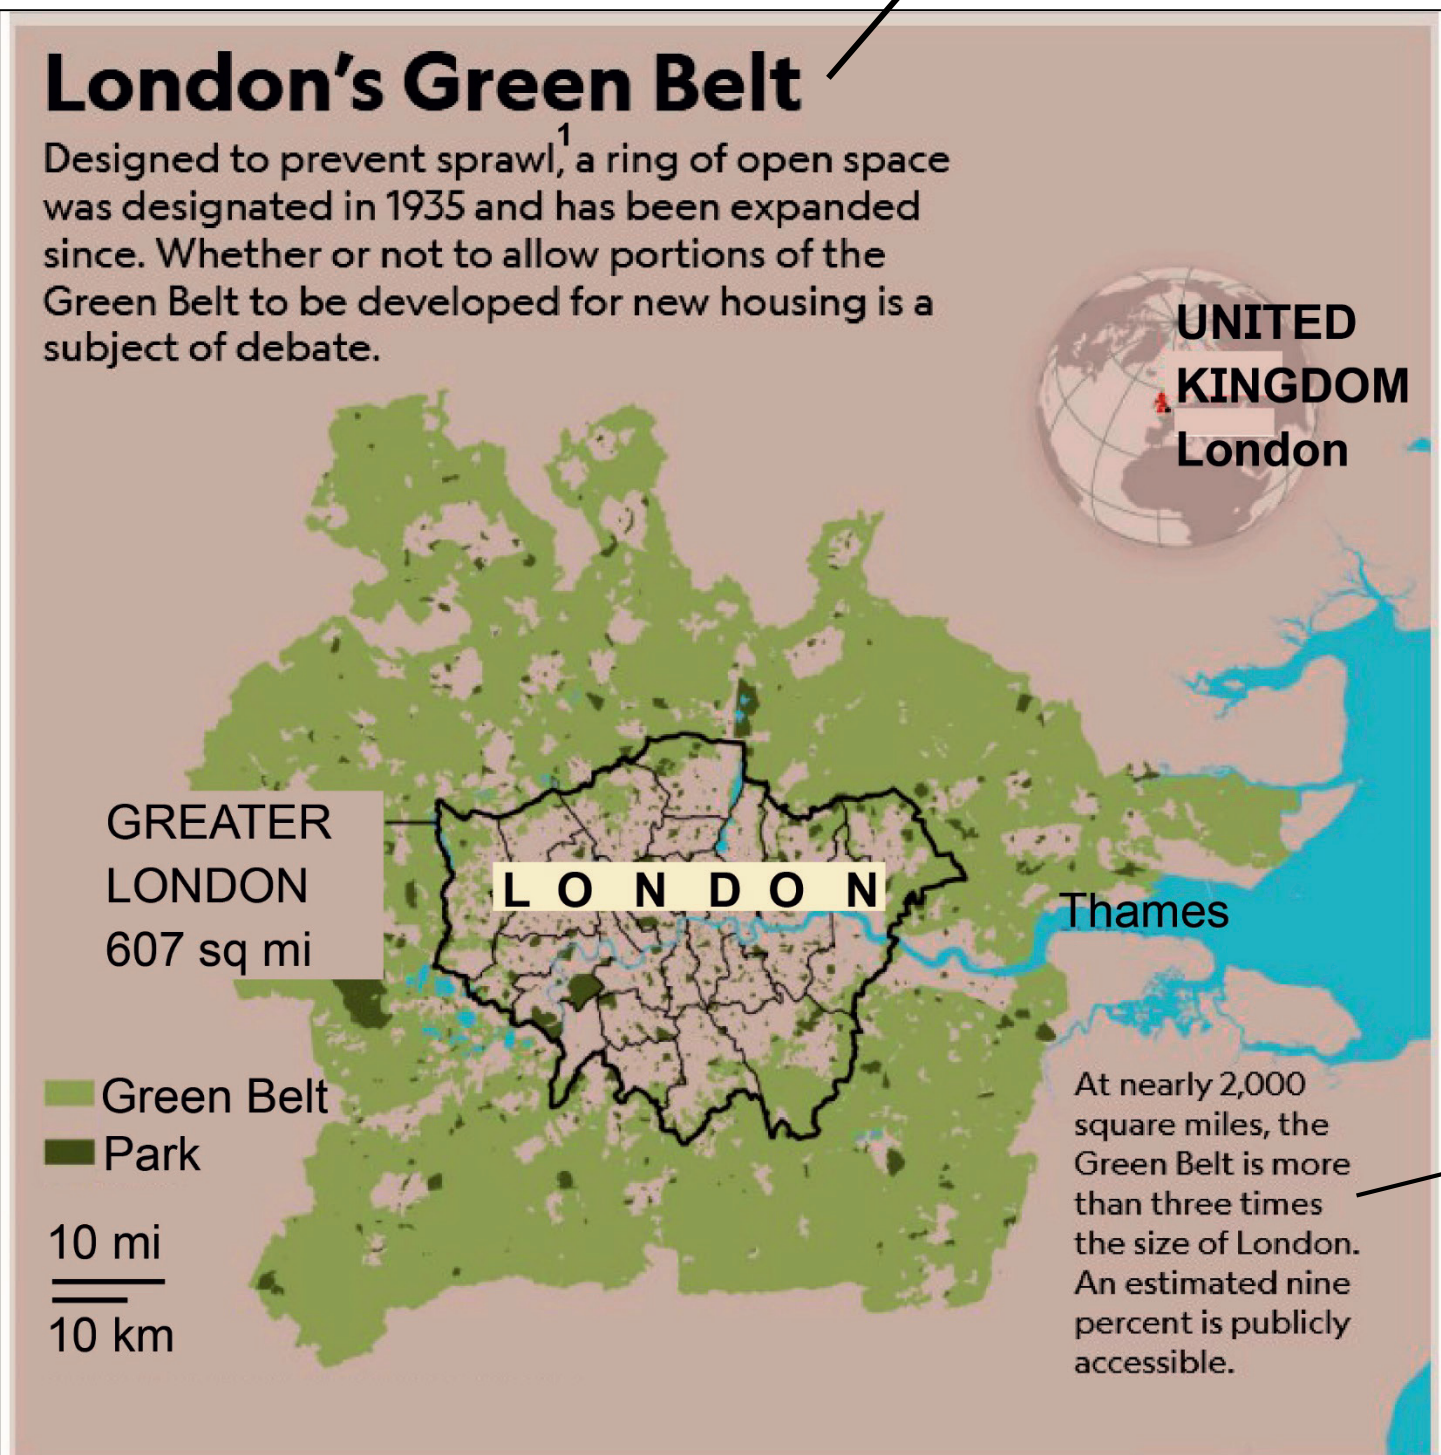 London's Green Belt
Designed to prevent sprawl,¹ a ring of open space
was designated in 1935 and has been expanded
since. Whether or not to allow portions of the
Green Belt to be developed for new housing is a
subject of debate.
UNITED
KINGDOM
London
GREATER
LONDON
607 sq mi
LONDON
Thames
Green Belt
Park
10 mi
10 km
At nearly 2,000
square miles, the
Green Belt is more
than three times
the size of London.
An estimated nine
percent is publicly
accessible.